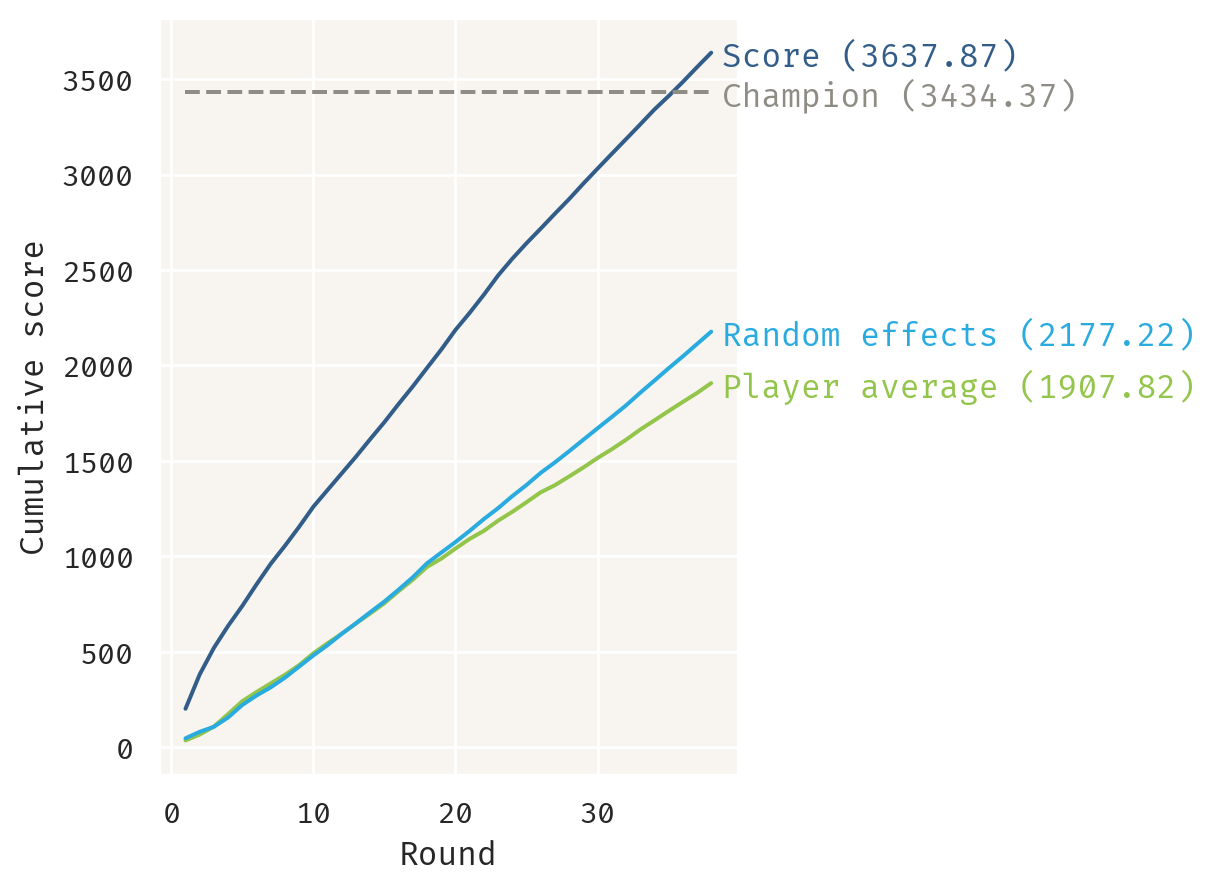 Score (3637.87)
3500
Champion (3434.37)
3000
2500
Random effects (2177.22)
2000
Player average (1907.82)
1500
1000
500
0
Cumulative score
0 10 20 30
Round